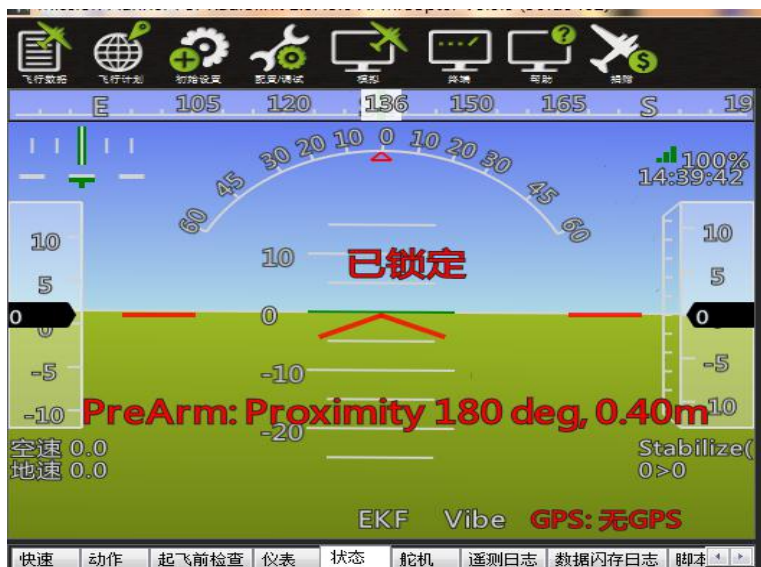 飞行数据 飞行计划 初始设置 配置/调试 模拟 终端 帮助 捐赠
E 105 120 136 150 165 S 19
60 45 30 20 10 0 10 20 30 45 60
100%
14:39:42
10 10 10
已锁定
5 5
0 0 0
0
-5 -5
-10
PreArm: Proximity 180 deg, 0.40m
-10 10
-20
空速 0.0 Stabilize(
地速 0.0 0>0
EKF Vibe GPS: 无GPS
快速 动作 起飞前检查 仪表 状态 舵机 遥测日志 数据闪存日志 脚本